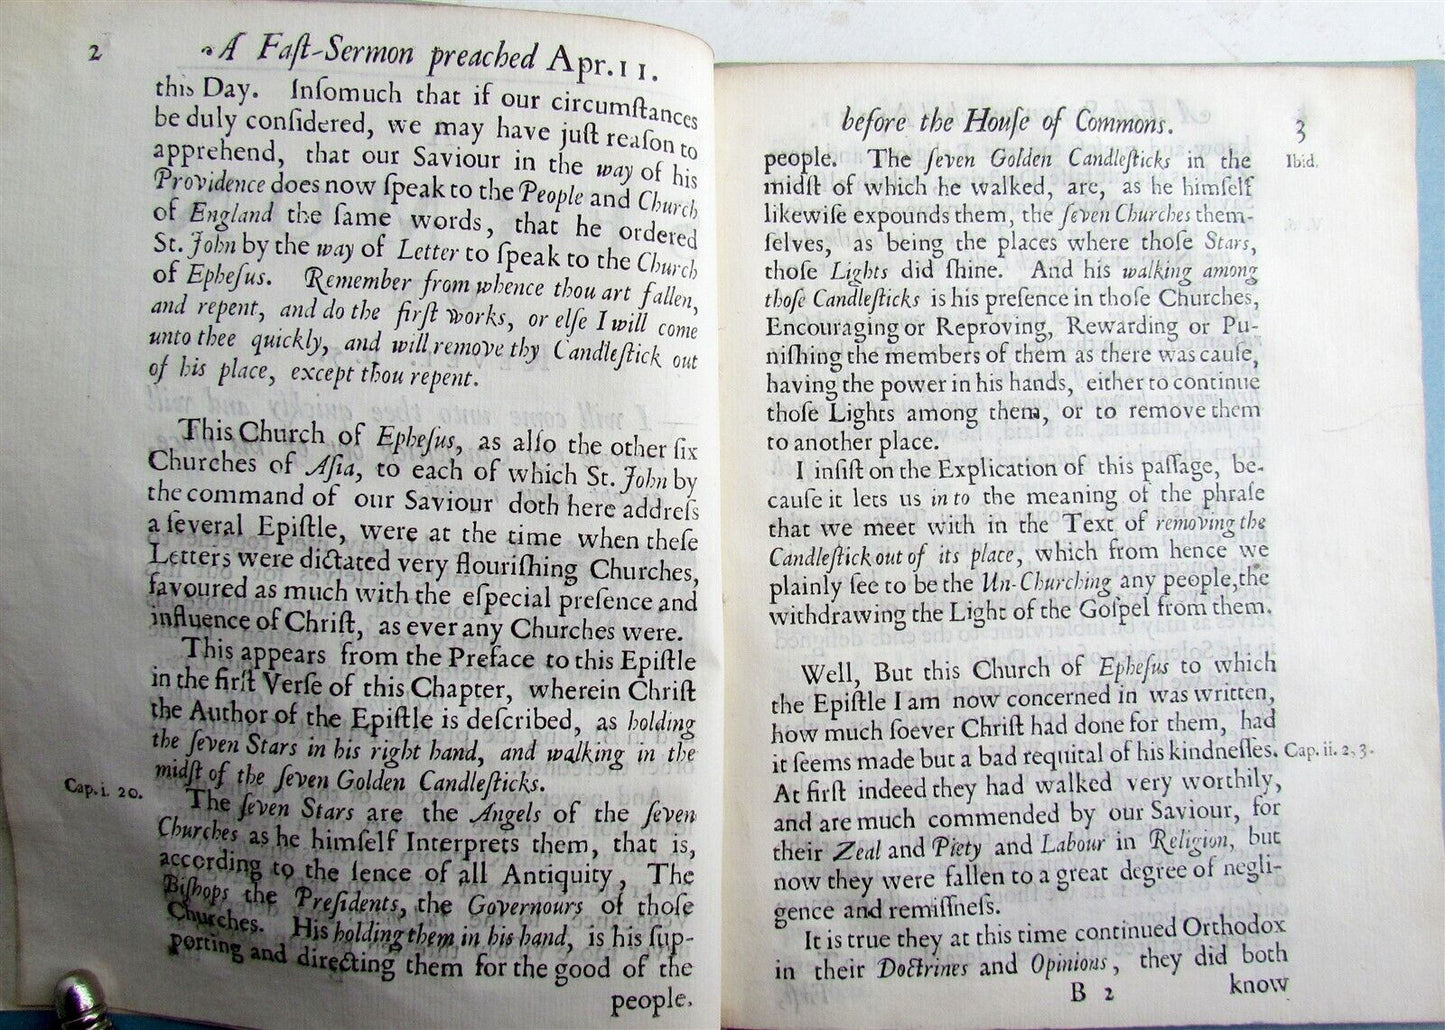 2
A Faſt-Sermon preached Apr. 11.
this Day. Inſomuch that if our circumſtances
be duly conſidered, we may have juſt reaſon to
apprehend, that our Saviour in the way of his
Providence does now ſpeak to the People and Church
of England the ſame words, that he ordered
St. John by the way of Letter to ſpeak to the Church
of Epheſus. Remember from whence thou art fallen,
and repent, and do the firſt works, or elſe I will come
unto thee quickly, and will remove thy Candleſtick out
of his place, except thou repent.
This Church of Epheſus, as alſo the other ſix
Churches of Aſia, to each of which St. John by
the command of our Saviour doth here addreſs
a ſeveral Epiſtle, were at the time when theſe
Letters were dictated very flouriſhing Churches,
favoured as much with the eſpecial preſence and
influence of Chriſt, as ever any Churches were.
This appears from the Preface to this Epiſtle
in the firſt Verſe of this Chapter, wherein Chriſt
the Author of the Epiſtle is deſcribed, as holding
the ſeven Stars in his right hand, and walking in the
midſt of the ſeven Golden Candleſticks.
Cap. i. 20.
The ſeven Stars are the Angels of the ſeven
Churches as he himſelf Interprets them, that is,
according to the ſence of all Antiquity, The
Biſhops the Preſidents, the Governours of thoſe
Churches. His holding them in his hand, is his ſup-
porting and directing them for the good of the
people.
before the Houſe of Commons.
3
people. The ſeven Golden Candleſticks in the
Ibid.
midſt of which he walked, are, as he himſelf
likewiſe expounds them, the ſeven Churches them-
ſelves, as being the places where thoſe Stars,
thoſe Lights did ſhine. And his walking among
thoſe Candleſticks is his preſence in thoſe Churches,
Encouraging or Reproving, Rewarding or Pu-
niſhing the members of them as there was cauſe,
having the power in his hands, either to continue
thoſe Lights among them, or to remove them
to another place.
I inſiſt on the Explication of this paſſage, be-
cauſe it lets us into the meaning of the phraſe
that we meet with in the Text of removing the
Candleſtick out of its place, which from hence we
plainly ſee to be the Un-Churching any people, the
withdrawing the Light of the Goſpel from them.
Well, But this Church of Epheſus to which
the Epiſtle I am now concerned in was written,
how much ſoever Chriſt had done for them, had
it ſeems made but a bad requital of his kindneſſes.
Cap. ii. 2, 3.
At firſt indeed they had walked very worthily,
and are much commended by our Saviour, for
their Zeal and Piety and Labour in Religion, but
now they were fallen to a great degree of negli-
gence and remiſſneſs.
It is true they at this time continued Orthodox
in their Doctrines and Opinions, they did both
B 2
know